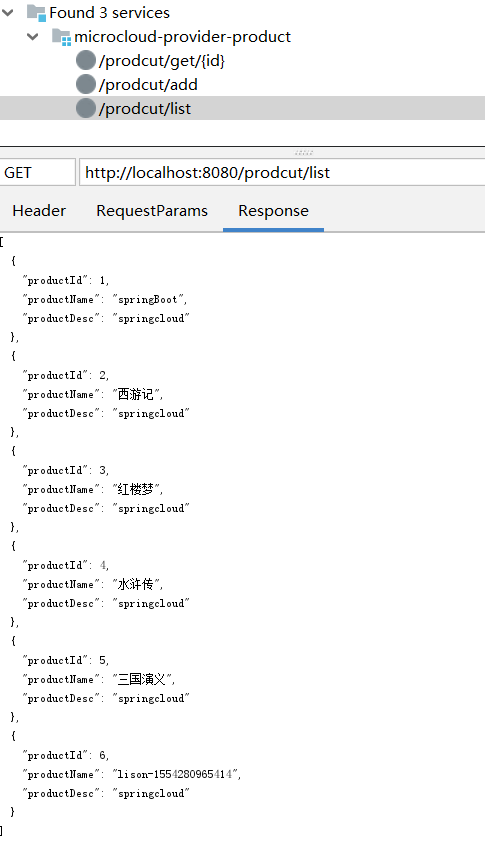 Found 3 services
microcloud-provider-product
/prodcut/get/{id}
/prodcut/add
/prodcut/list
GET http://localhost:8080/prodcut/list
Header RequestParams Response
[
{
"productId": 1,
"productName": "springBoot",
"productDesc": "springcloud"
},
{
"productId": 2,
"productName": "西游记",
"productDesc": "springcloud"
},
{
"productId": 3,
"productName": "红楼梦",
"productDesc": "springcloud"
},
{
"productId": 4,
"productName": "水浒传",
"productDesc": "springcloud"
},
{
"productId": 5,
"productName": "三国演义",
"productDesc": "springcloud"
},
{
"productId": 6,
"productName": "lison-1554280965414",
"productDesc": "springcloud"
}
]